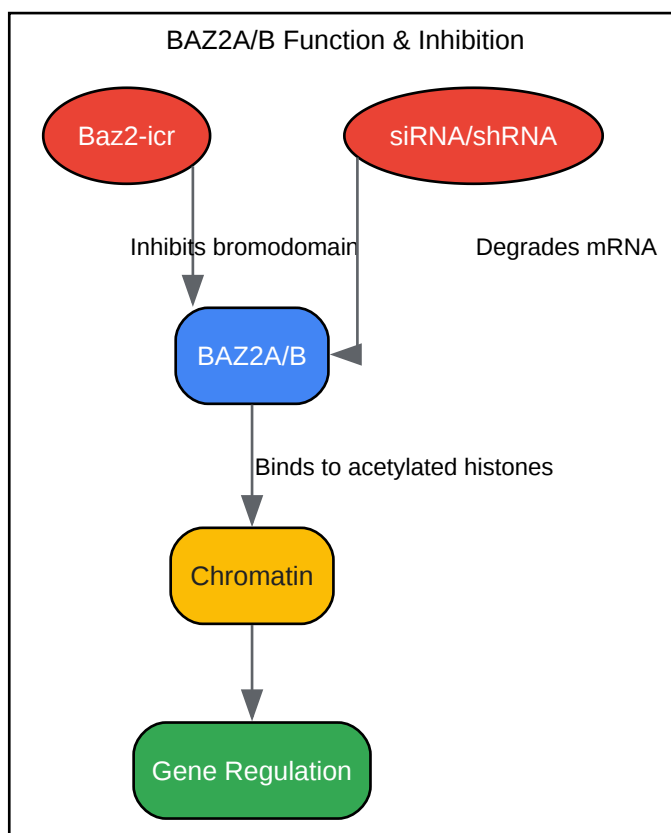 BAZ2A/B Function & Inhibition
Baz2-icr
siRNA/shRNA
Inhibits bromodomain
Degrades mRNA
BAZ2A/B
Binds to acetylated histones
Chromatin
Gene Regulation